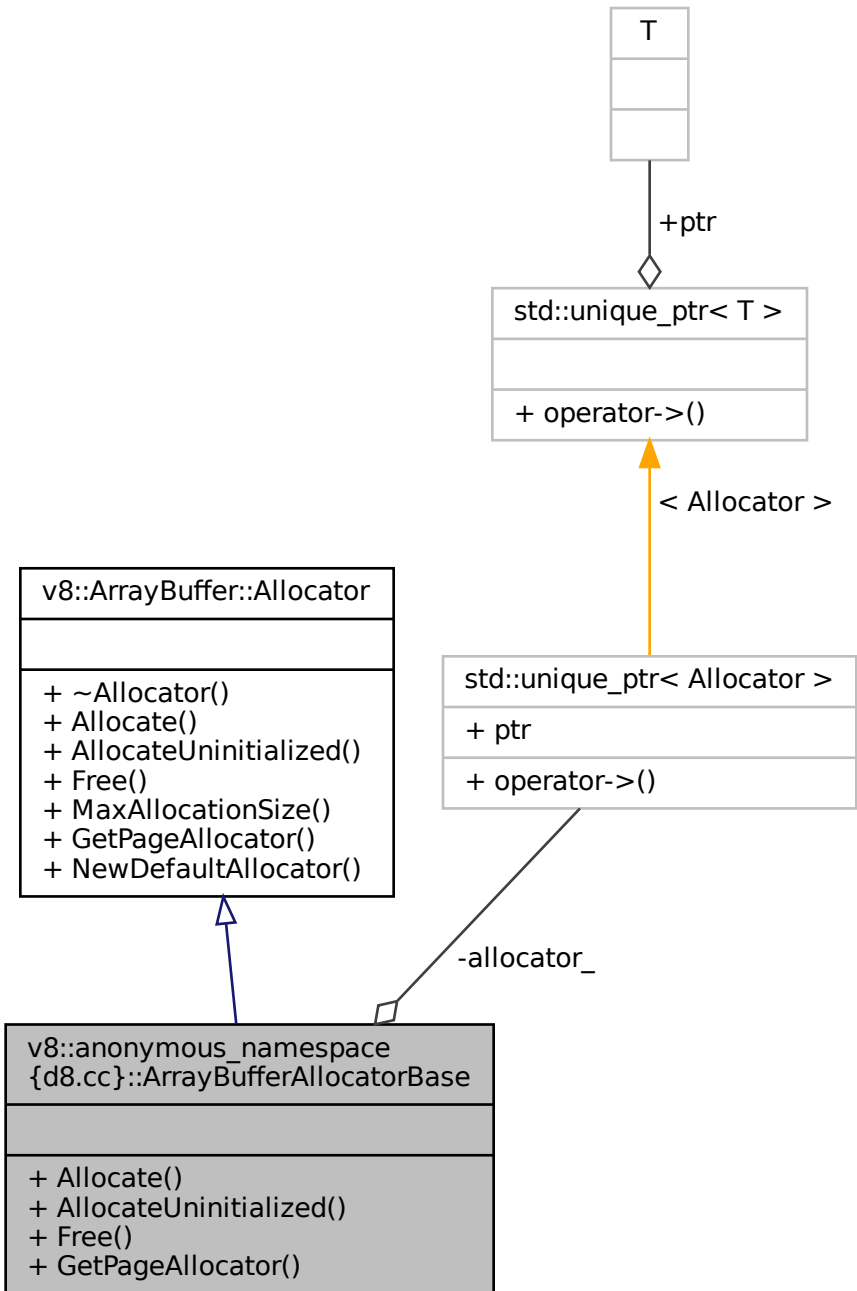 T
+ptr
std::unique_ptr< T >
+ operator->()
< Allocator >
v8::ArrayBuffer::Allocator
+ ~Allocator()
+ Allocate()
+ AllocateUninitialized()
+ Free()
+ MaxAllocationSize()
+ GetPageAllocator()
+ NewDefaultAllocator()
std::unique_ptr< Allocator >
+ ptr
+ operator->()
-allocator_
v8::anonymous_namespace
{d8.cc}::ArrayBufferAllocatorBase
+ Allocate()
+ AllocateUninitialized()
+ Free()
+ GetPageAllocator()